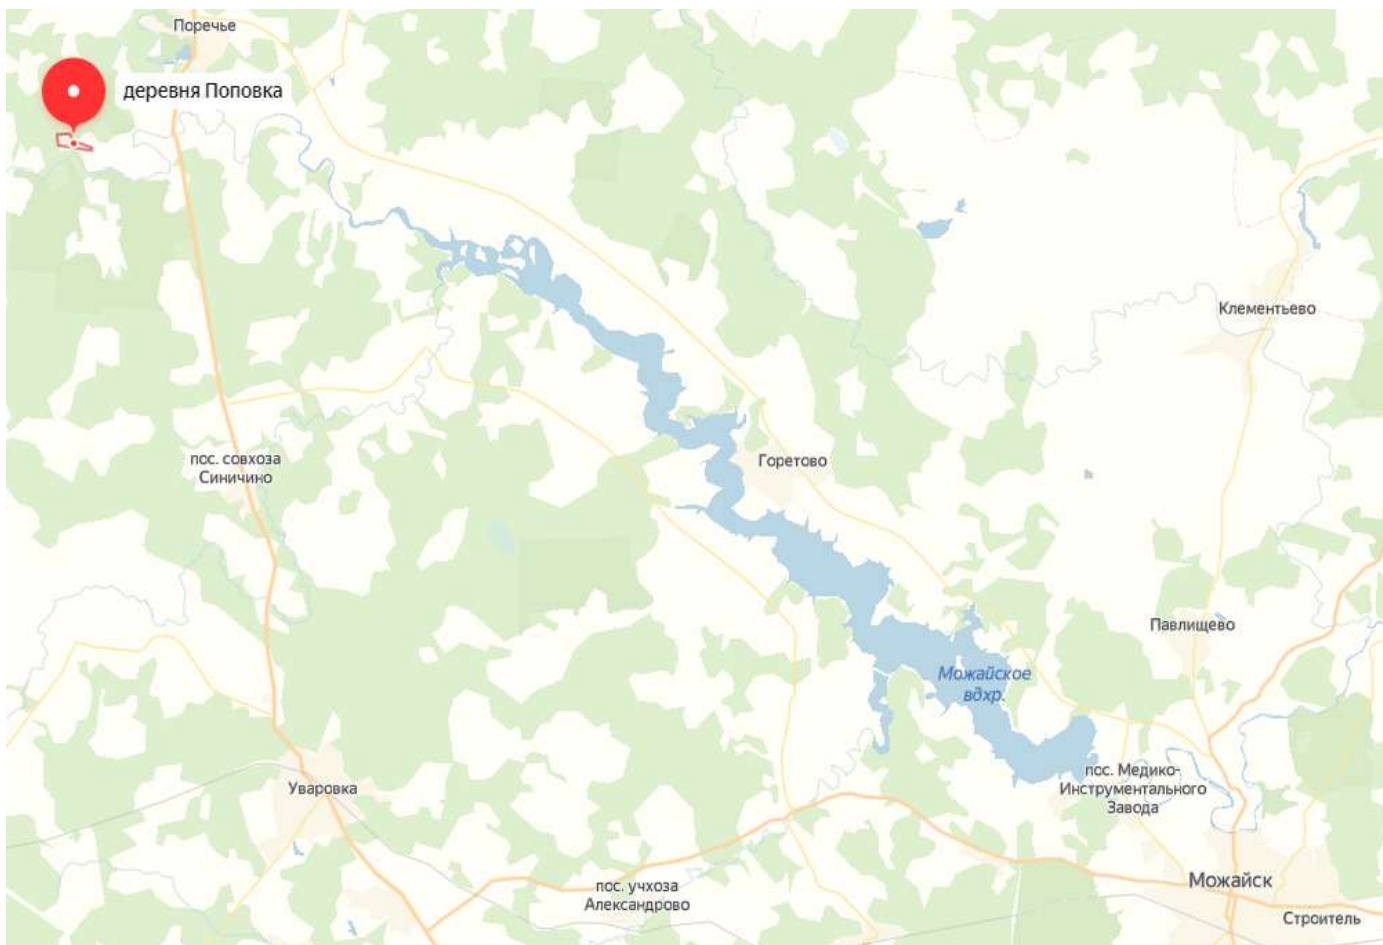 Поречье
деревня Поповка
Клементьево
пос. совхоза
Синичино
Горетово
Павлищево
Можайское
вдхр.
пос. Медико-
Инструментального
Завода
Уваровка
пос. учхоза
Александрово
Можайск
Строитель